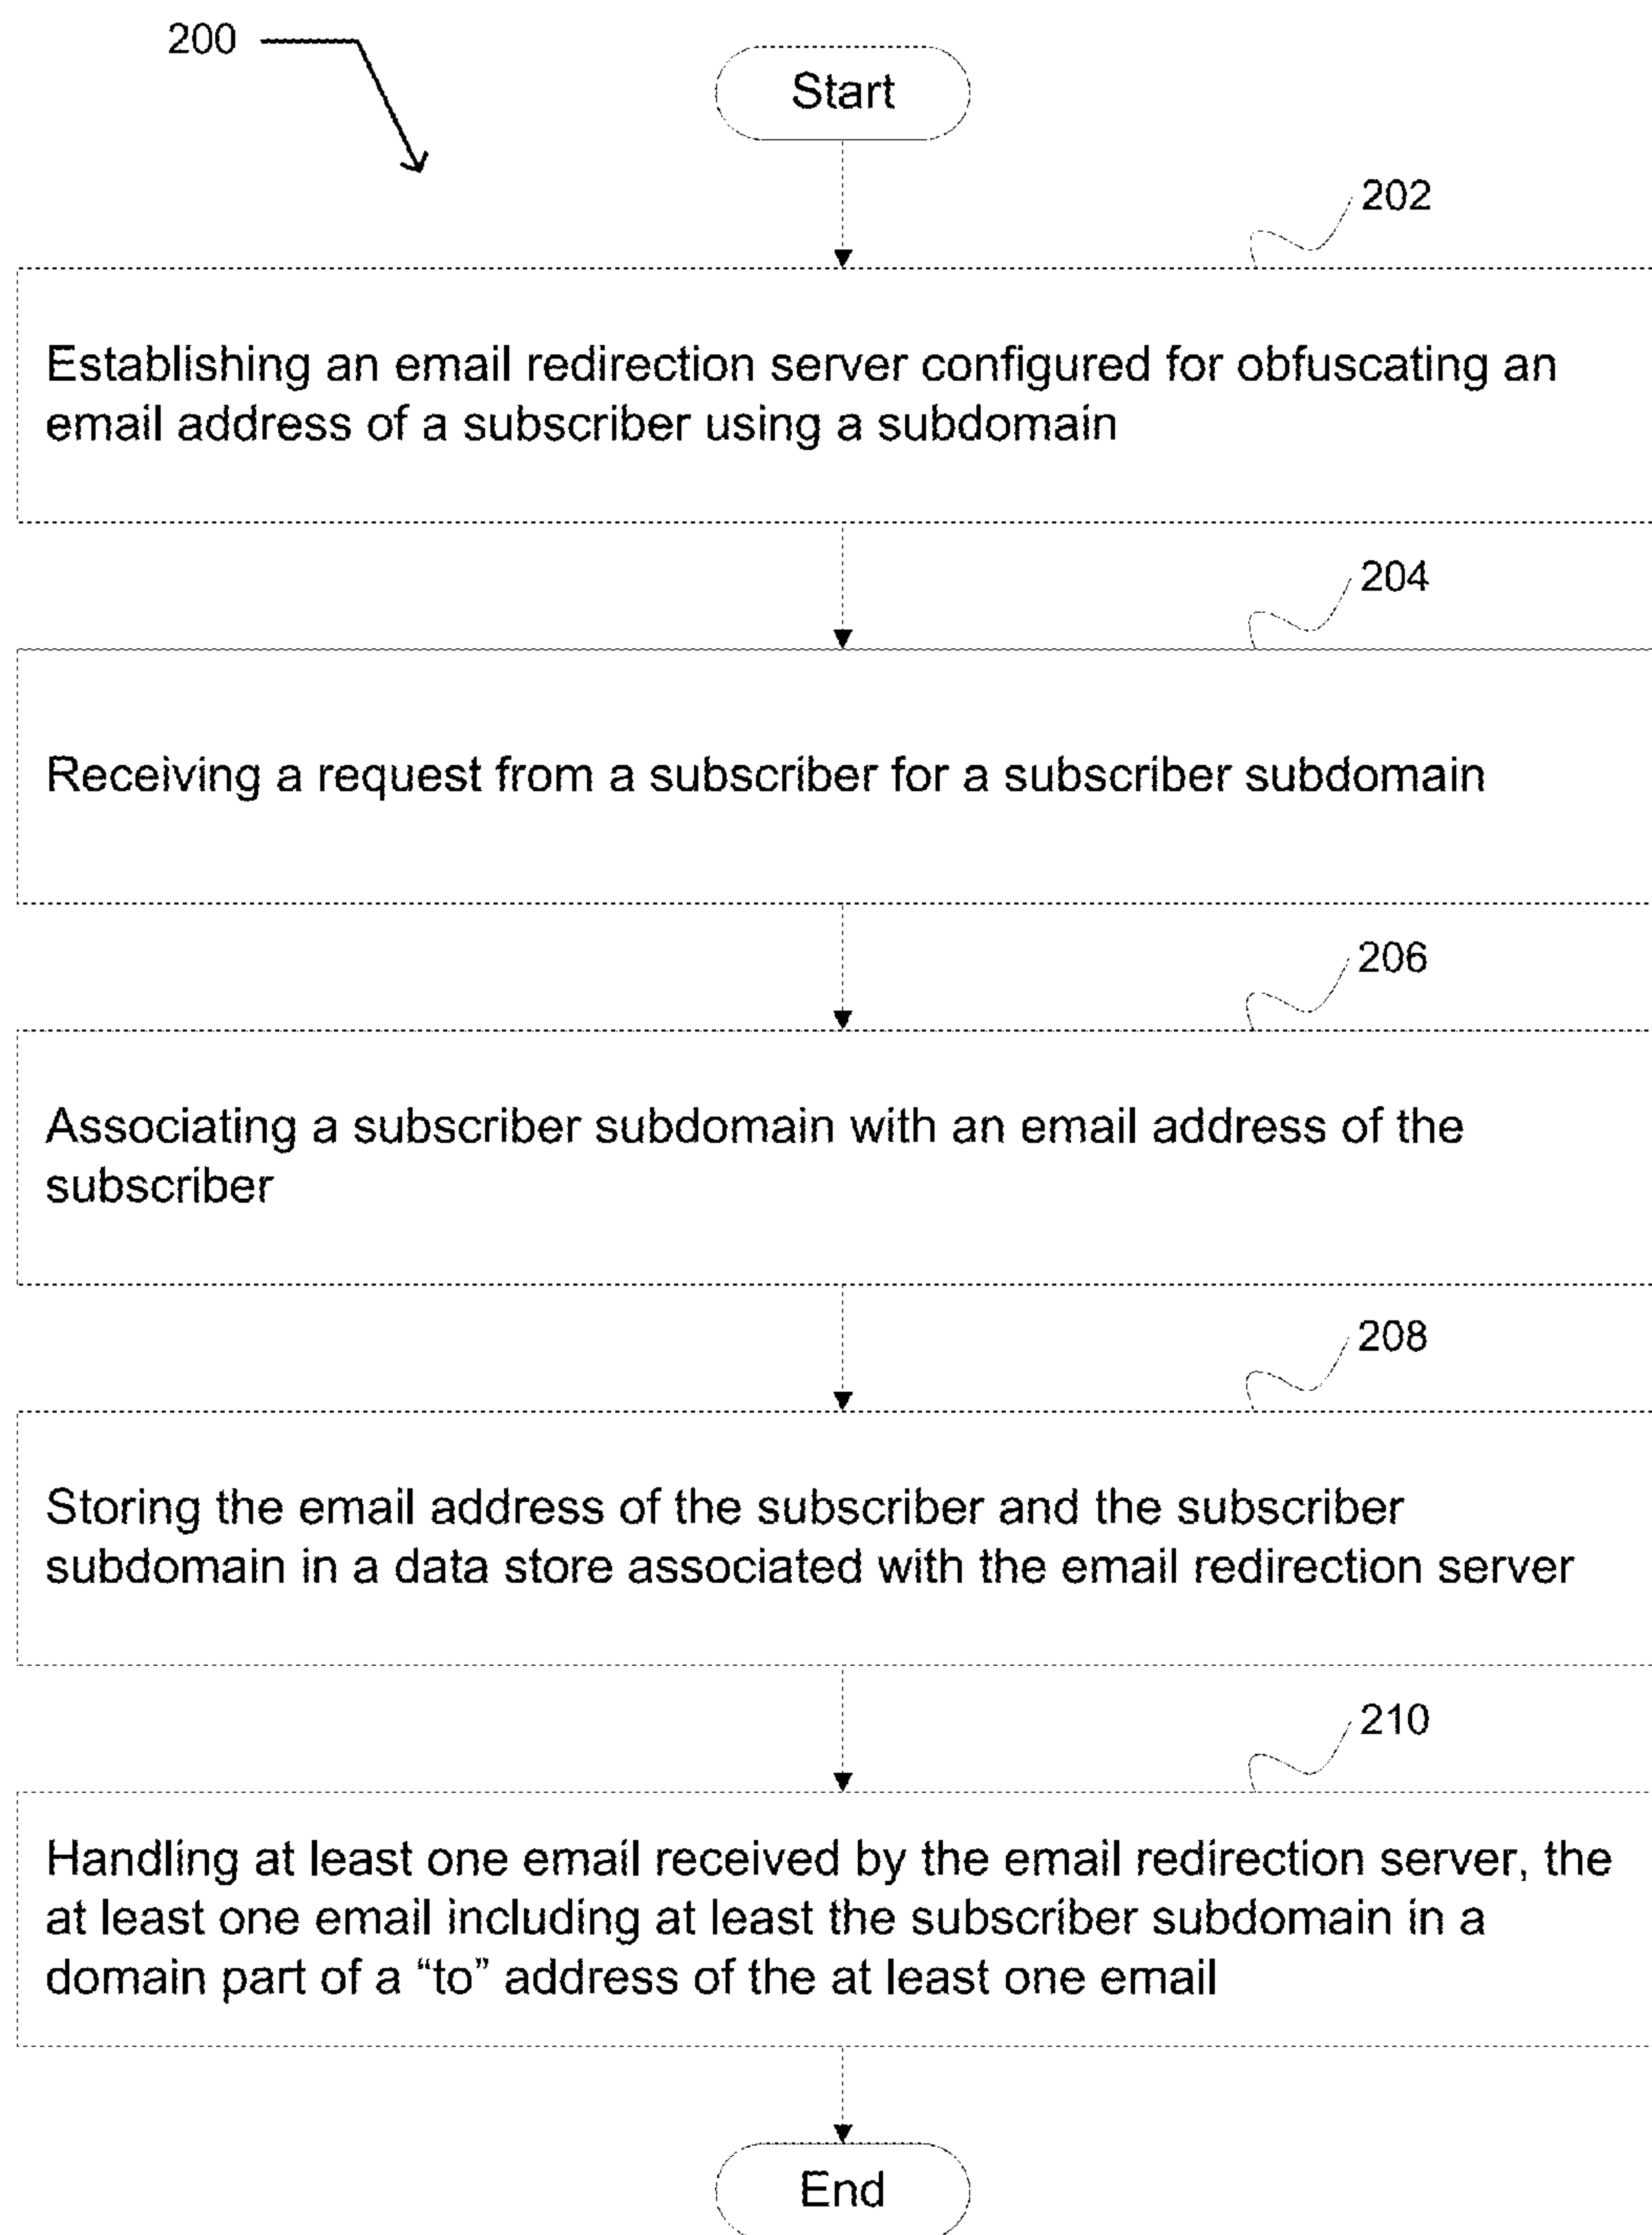 200
Start
202
Establishing an email redirection server configured for obfuscating an
email address of a subscriber using a subdomain
204
Receiving a request from a subscriber for a subscriber subdomain
206
Associating a subscriber subdomain with an email address of the
subscriber
208
Storing the email address of the subscriber and the subscriber
subdomain in a data store associated with the email redirection server
210
Handling at least one email received by the email redirection server, the
at least one email including at least the subscriber subdomain in a
domain part of a “to” address of the at least one email
End